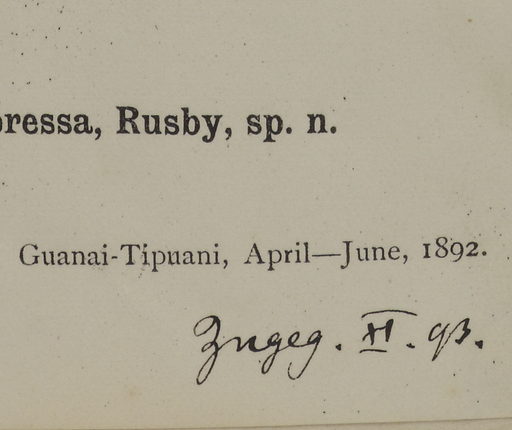 pressa, Rusby, sp. n.
Guanai-Tipuani, April—June, 1892.
Zugeg. XI. 93.